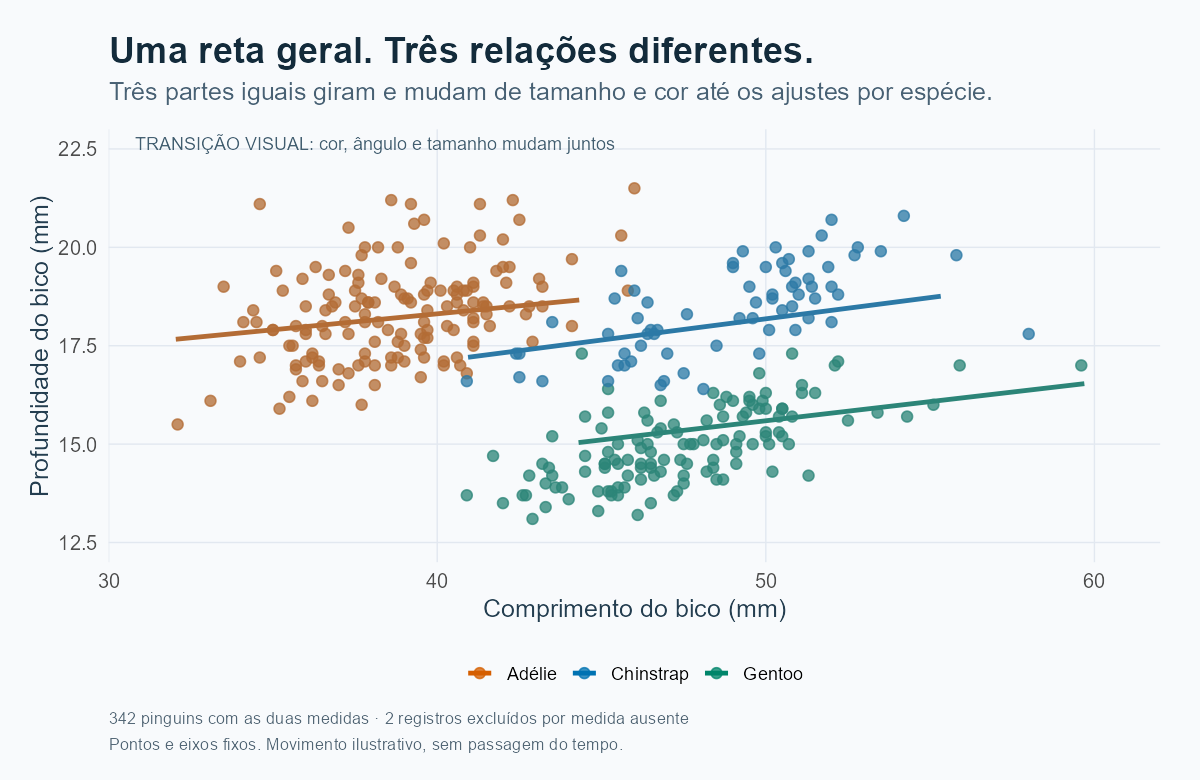 Uma reta geral. Três relações diferentes.
Três partes iguais giram e mudam de tamanho e cor até os ajustes por espécie.
TRANSIÇÃO VISUAL: cor, ângulo e tamanho mudam juntos
22.5
20.0
17.5
15.0
12.5
Profundidade do bico (mm)
30 40 50 60
Comprimento do bico (mm)
Adélie Chinstrap Gentoo
342 pinguins com as duas medidas · 2 registros excluídos por medida ausente
Pontos e eixos fixos. Movimento ilustrativo, sem passagem do tempo.